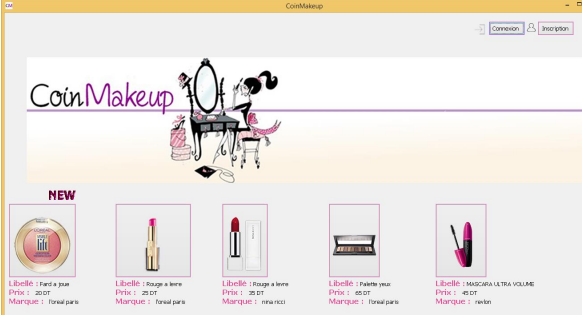 CM
CoinMakeup
Connexion
Inscription
CoinMakeup
NEW
Libellé : Fard a joue
Prix : 20 DT
Marque : l'oreal paris
Libellé : Rouge a levre
Prix : 25 DT
Marque : l'oreal paris
Libellé : Rouge a levre
Prix : 35 DT
Marque : nina ricci
Libellé : Palette yeux
Prix : 65 DT
Marque : l'oreal paris
Libellé : MASCARA ULTRA VOLUME
Prix : 45 DT
Marque : revlon